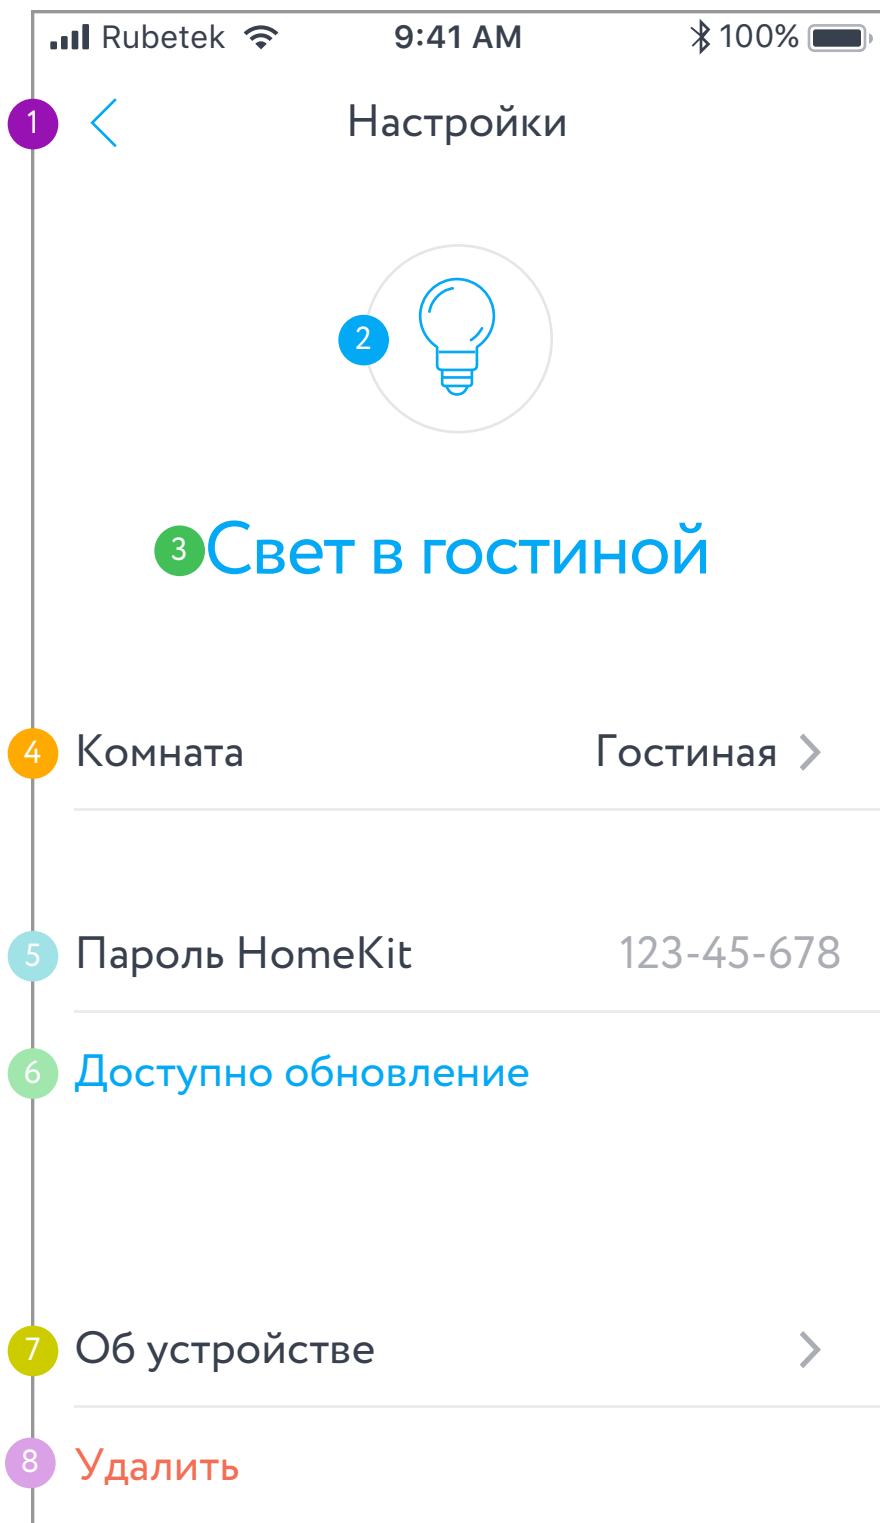 Rubetek 9:41 AM 100%
1 Настройки
2
3 Свет в гостиной
4 Комната Гостиная
5 Пароль HomeKit 123-45-678
6 Доступно обновление
7 Об устройстве
8 Удалить